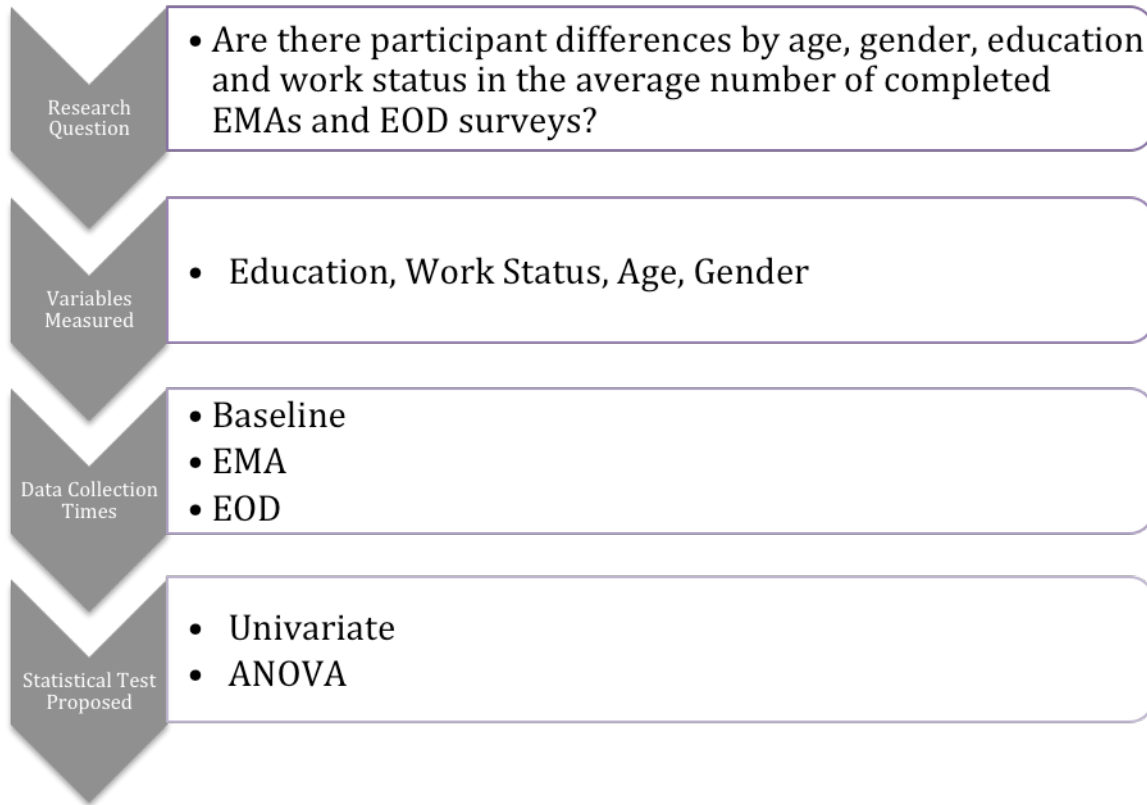 Research
Question
• Are there participant differences by age, gender, education
and work status in the average number of completed
EMAs and EOD surveys?
Variables
Measured
• Education, Work Status, Age, Gender
Data Collection
Times
• Baseline
• EMA
• EOD
Statistical Test
Proposed
• Univariate
• ANOVA